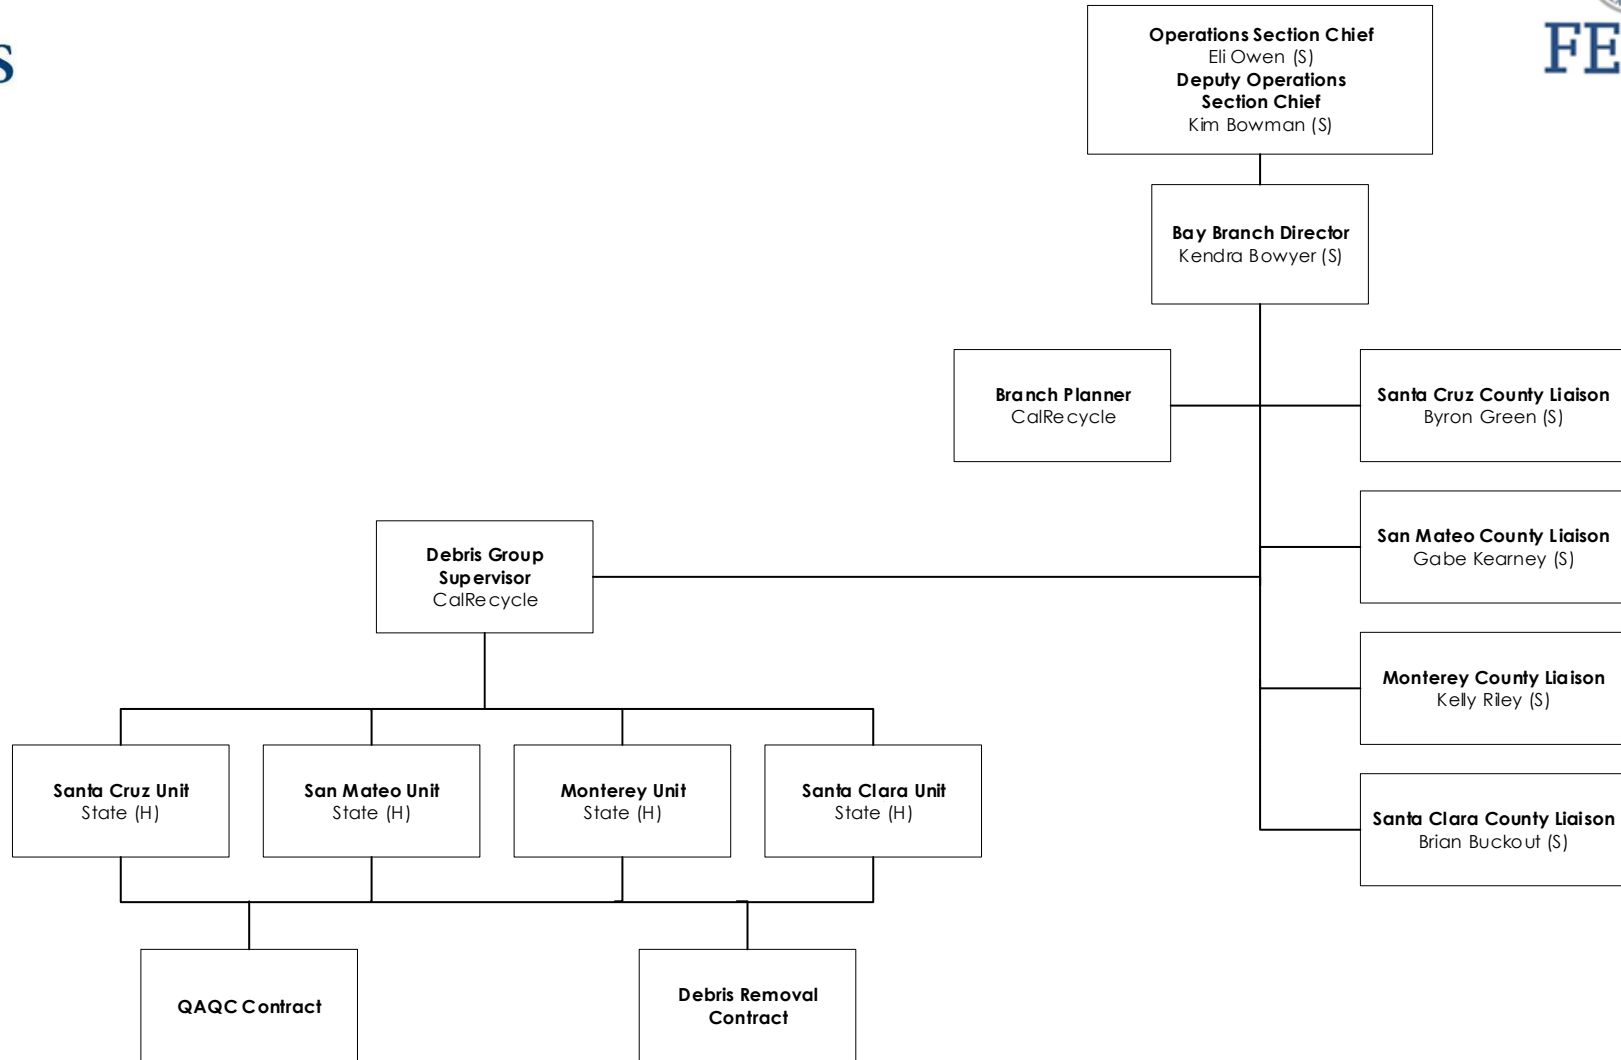 S
FE
Operations Section Chief
Eli Owen (S)
Deputy Operations
Section Chief
Kim Bowman (S)
Bay Branch Director
Kendra Bowyer (S)
Branch Planner
CalRecycle
Santa Cruz County Liaison
Byron Green (S)
San Mateo County Liaison
Gabe Kearney (S)
Debris Group
Supervisor
CalRecycle
Monterey County Liaison
Kelly Riley (S)
Santa Cruz Unit
State (H)
San Mateo Unit
State (H)
Monterey Unit
State (H)
Santa Clara Unit
State (H)
Santa Clara County Liaison
Brian Buckout (S)
QAQC Contract
Debris Removal
Contract